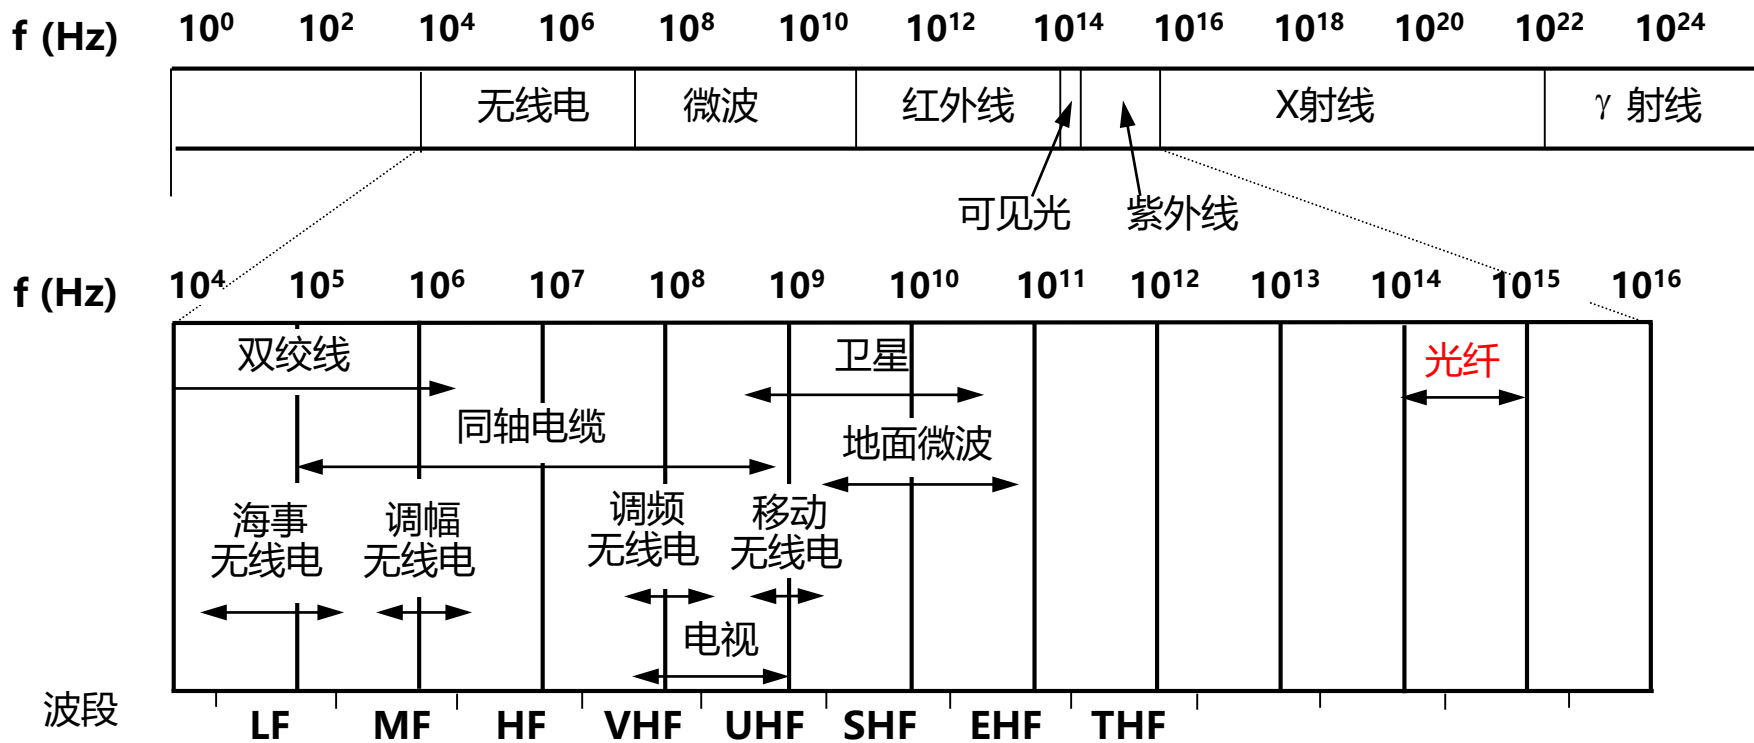 f (Hz) 10⁰ 10² 10⁴ 10⁶ 10⁸ 10¹⁰ 10¹² 10¹⁴ 10¹⁶ 10¹⁸ 10²⁰ 10²² 10²⁴
无线电 微波 红外线 X射线 γ 射线
可见光 紫外线
f (Hz) 10⁴ 10⁵ 10⁶ 10⁷ 10⁸ 10⁹ 10¹⁰ 10¹¹ 10¹² 10¹³ 10¹⁴ 10¹⁵ 10¹⁶
双绞线 卫星 光纤
同轴电缆 地面微波
海事 调幅 调频 移动
无线电 无线电 无线电 无线电
电视
波段 LF MF HF VHF UHF SHF EHF THF